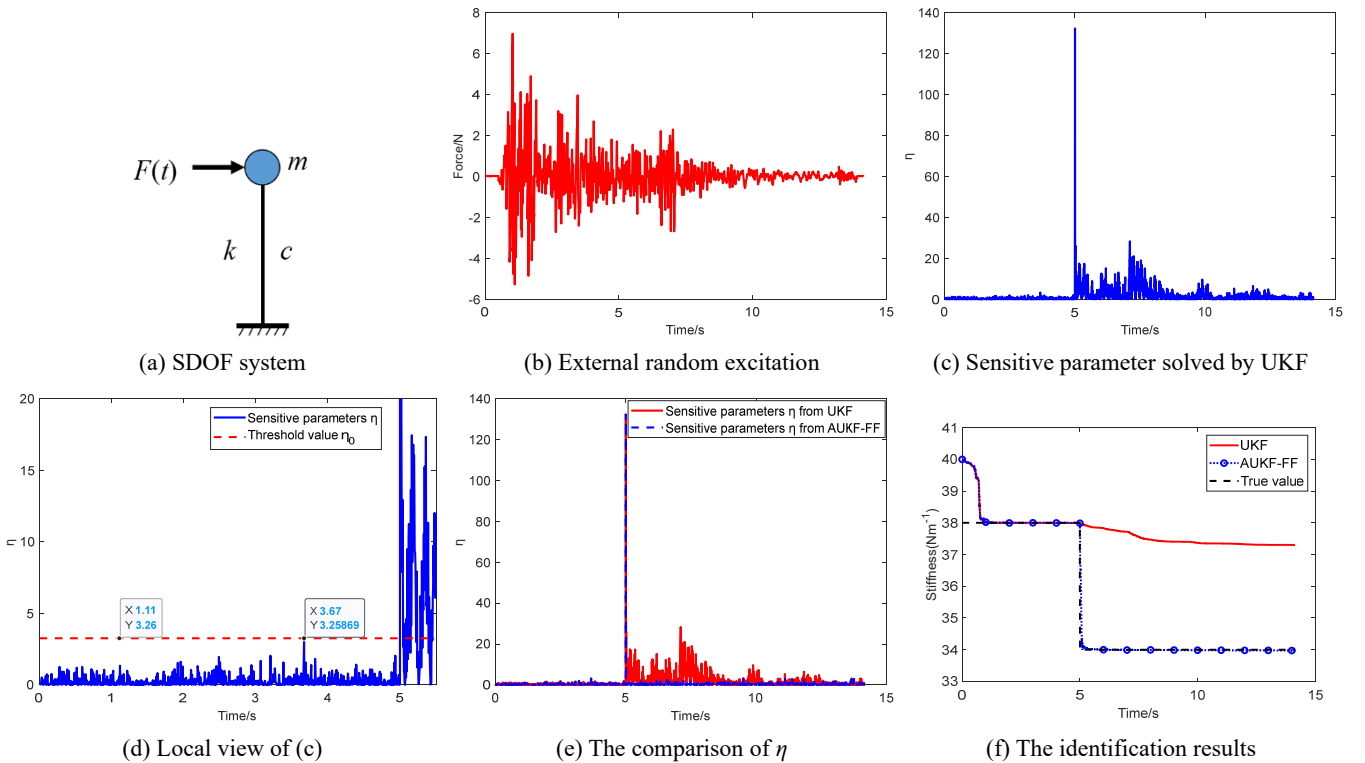 F(t)
m
k
c
(a) SDOF system
8
6
4
2
0
-2
-4
-6
Force/N
0
5
10
15
Time/s
(b) External random excitation
140
120
100
80
60
40
20
0
η
0
5
10
15
Time/s
(c) Sensitive parameter solved by UKF
20
15
10
5
0
η
Sensitive parameters η
Threshold value η0
X 1.11
Y 3.26
X 3.67
Y 3.25869
0
1
2
3
4
5
Time/s
(d) Local view of (c)
140
120
100
80
60
40
20
0
η
Sensitive parameters η from UKF
Sensitive parameters η from AUKF-FF
0
5
10
15
Time/s
(e) The comparison of η
41
40
39
38
37
36
35
34
33
Stiffness(Nm-1)
UKF
AUKF-FF
True value
0
5
10
15
Time/s
(f) The identification results